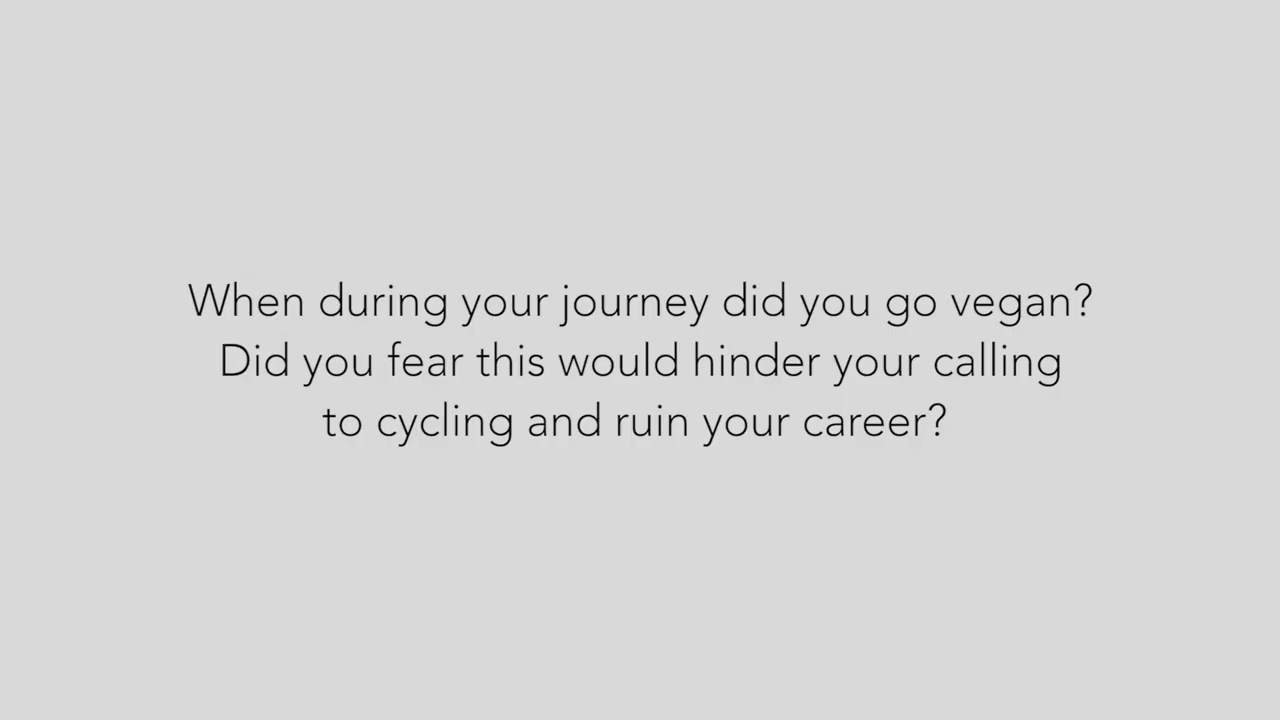 When during your journey did you go vegan?
Did you fear this would hinder your calling
to cycling and ruin your career?